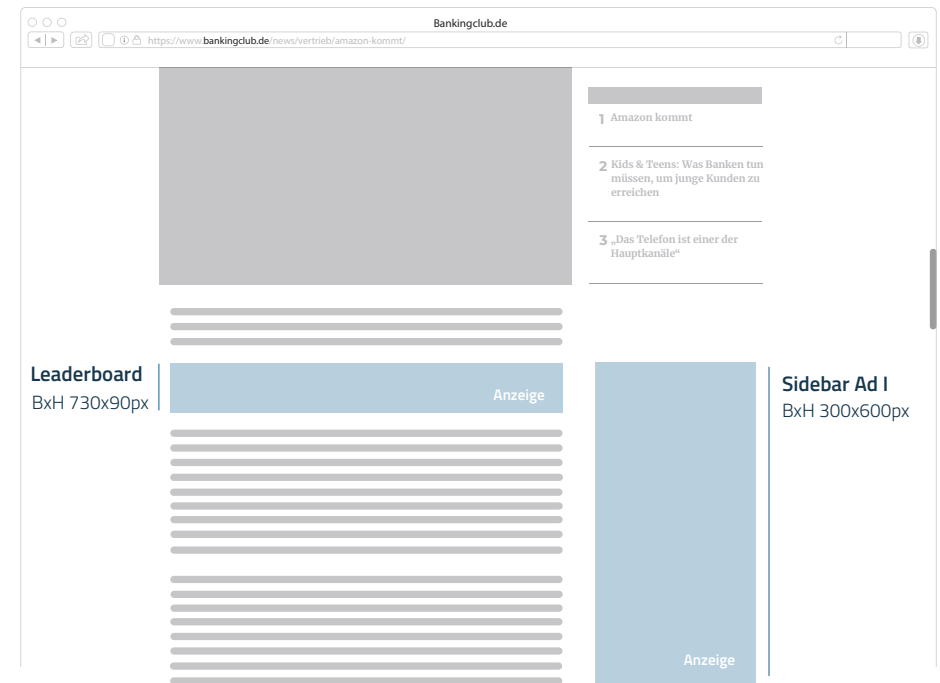 Bankingclub.de
https://www.bankingclub.de/news/vertrieb/amazon-kommt/
1 Amazon kommt
2 Kids & Teens: Was Banken tun
müssen, um junge Kunden zu
erreichen
3 „Das Telefon ist einer der
Hauptkanäle“
Leaderboard
BxH 730x90px
Anzeige
Sidebar Ad I
BxH 300x600px
Anzeige